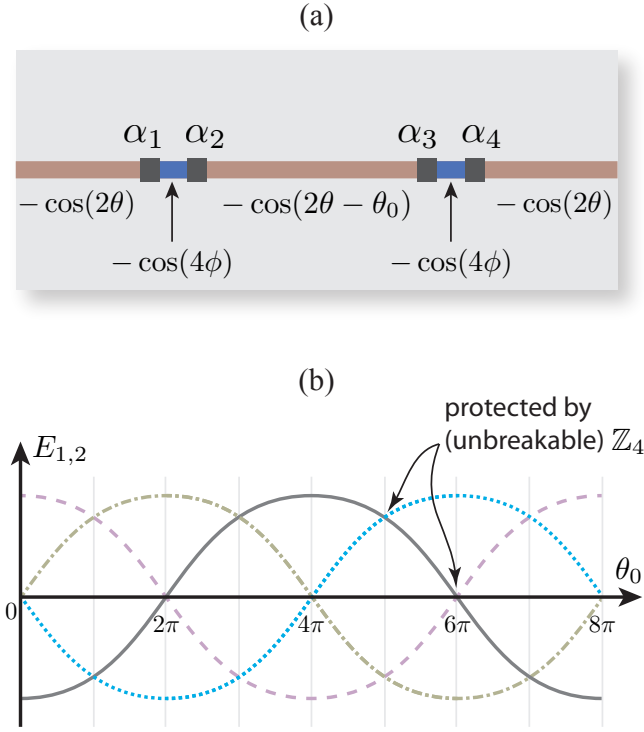 (a)
α₁ α₂ α₃ α₄
− cos(2θ) − cos(2θ − θ₀) − cos(2θ)
− cos(4ϕ) − cos(4ϕ)
(b)
protected by
(unbreakable) ℤ₄
E₁,₂
θ₀
0 2π 4π 6π 8π